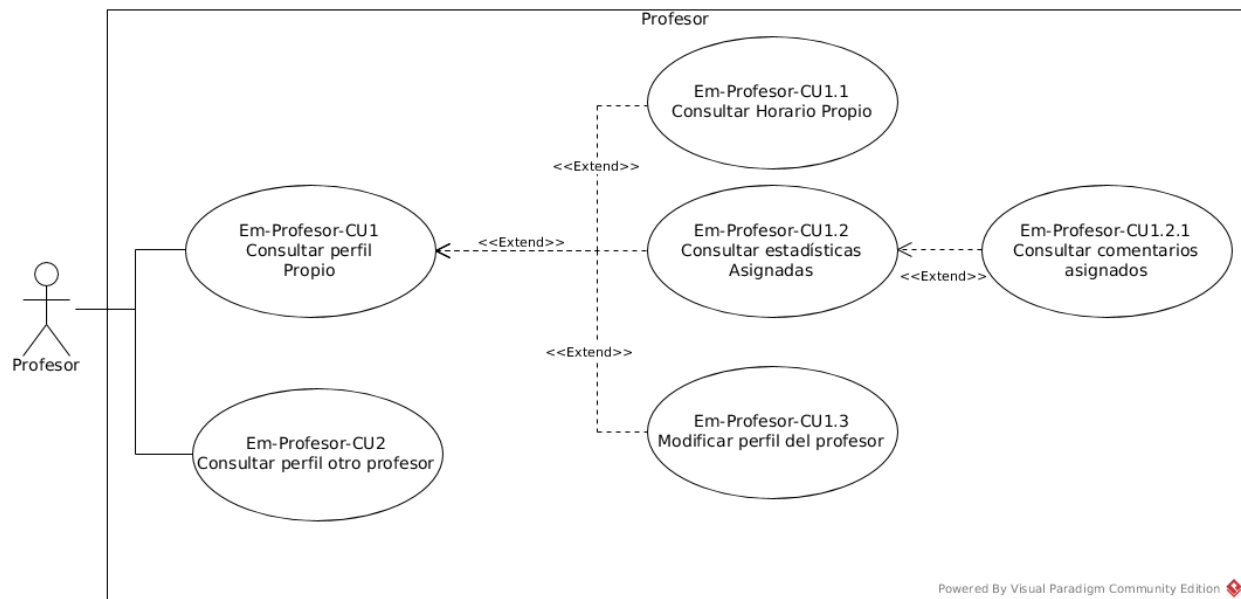 Profesor
Em-Profesor-CU1.1
Consultar Horario Propio
<<Extend>>
Em-Profesor-CU1
Consultar perfil
Propio
<<Extend>>
Em-Profesor-CU1.2
Consultar estadísticas
Asignadas
<<Extend>>
Em-Profesor-CU1.2.1
Consultar comentarios
asignados
Profesor
<<Extend>>
Em-Profesor-CU1.3
Modificar perfil del profesor
Em-Profesor-CU2
Consultar perfil otro profesor
Powered By Visual Paradigm Community Edition